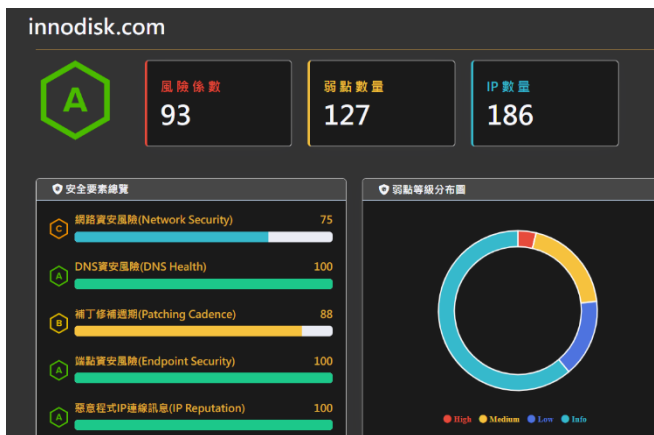 innodisk.com
A
風險係數
93
弱點數量
127
IP數量
186
安全要素總覽
C
網路資安風險(Network Security)
75
A
DNS資安風險(DNS Health)
100
B
補丁修補週期(Patching Cadence)
88
A
端點資安風險(Endpoint Security)
100
A
惡意程式IP連線訊息(IP Reputation)
100
弱點等級分布圖
High Medium Low Info